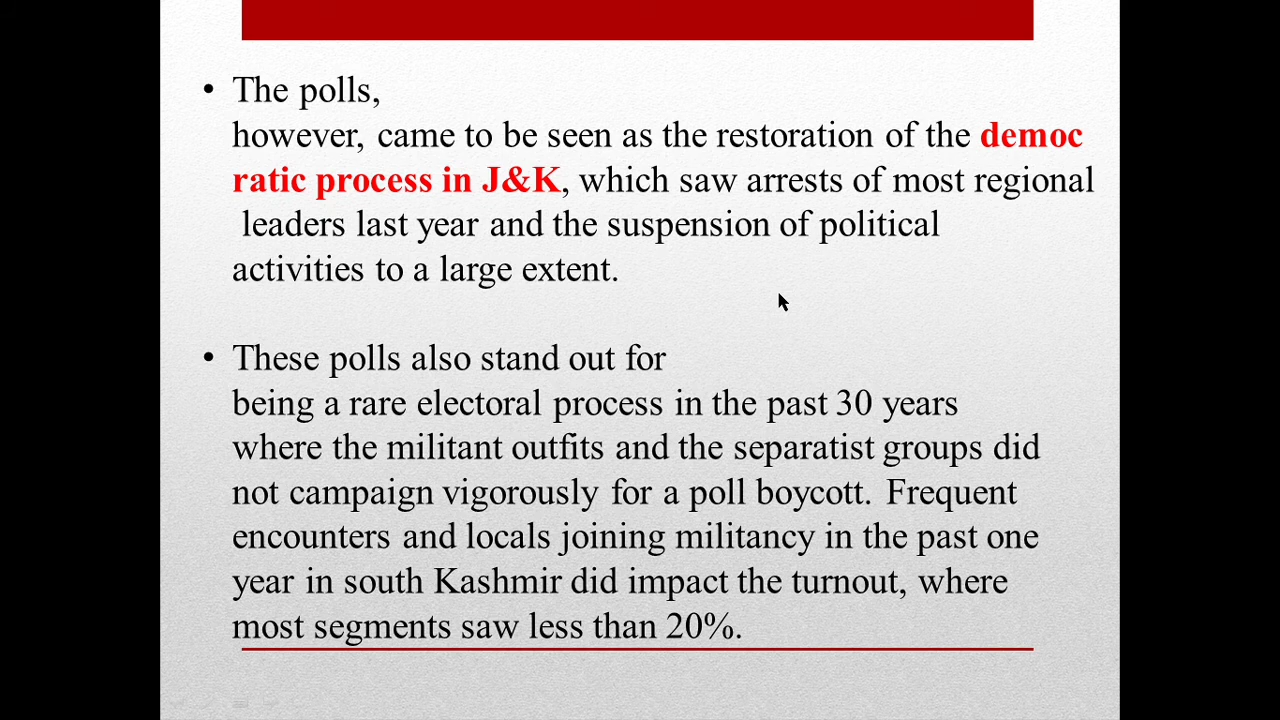 • The polls,
however, came to be seen as the restoration of the democ
ratic process in J&K, which saw arrests of most regional
leaders last year and the suspension of political
activities to a large extent.
• These polls also stand out for
being a rare electoral process in the past 30 years
where the militant outfits and the separatist groups did
not campaign vigorously for a poll boycott. Frequent
encounters and locals joining militancy in the past one
year in south Kashmir did impact the turnout, where
most segments saw less than 20%.